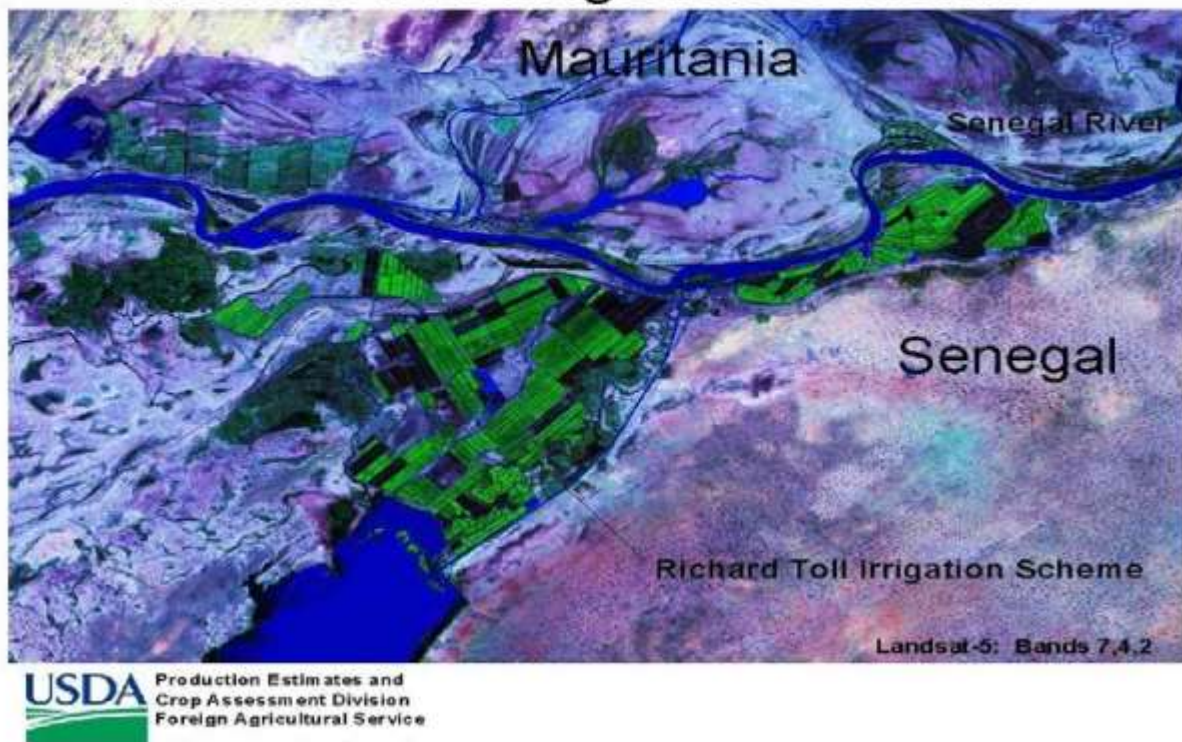 Mauritania
Senegal River
Senegal
Richard Toll Irrigation Scheme
Landsat-5: Bands 7,4,2
USDA
Production Estimates and
Crop Assessment Division
Foreign Agricultural Service